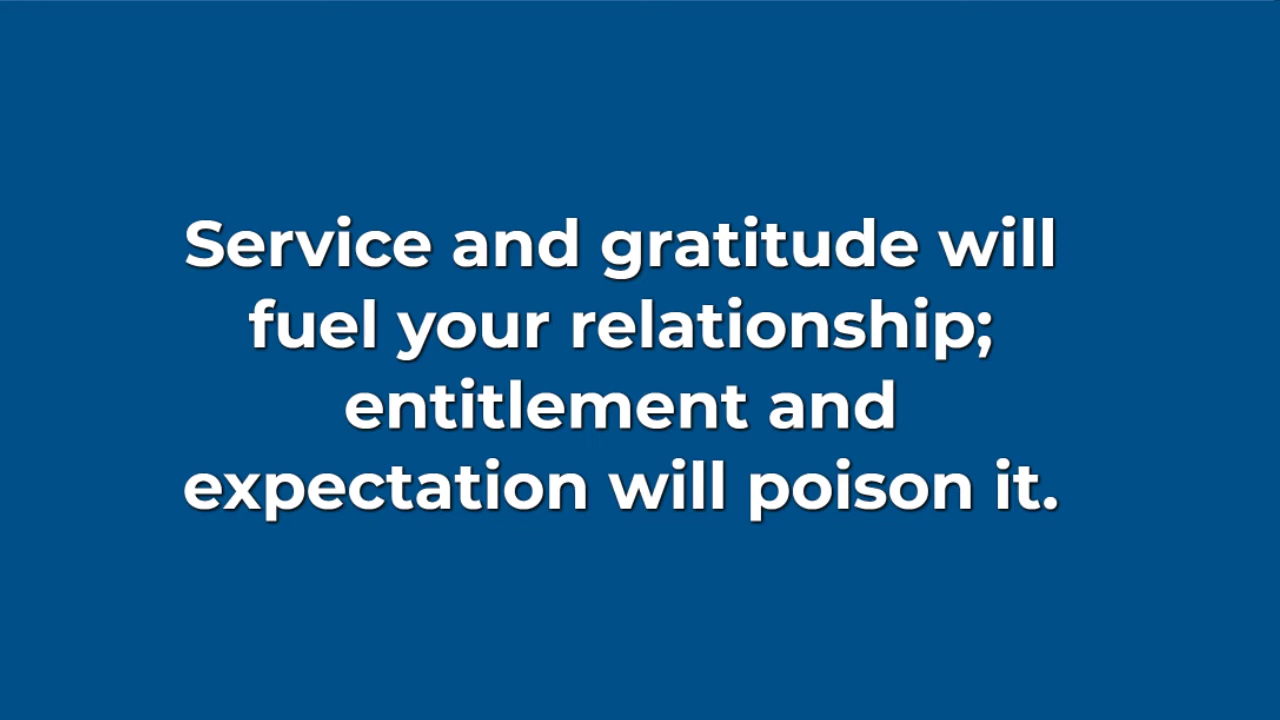 Service and gratitude will
fuel your relationship;
entitlement and
expectation will poison it.